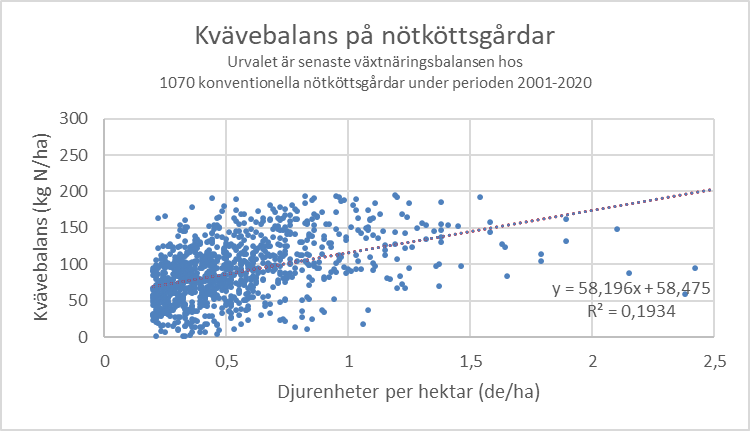 Kvävebalans på nötköttsgårdar
Urvalet är senaste växtnäringsbalansen hos
1070 konventionella nötköttsgårdar under perioden 2001-2020
Kvävebalans (kg N/ha)
300
250
200
150
100
50
0
y = 58,196x + 58,475
R² = 0,1934
0 0,5 1 1,5 2 2,5
Djurenheter per hektar (de/ha)